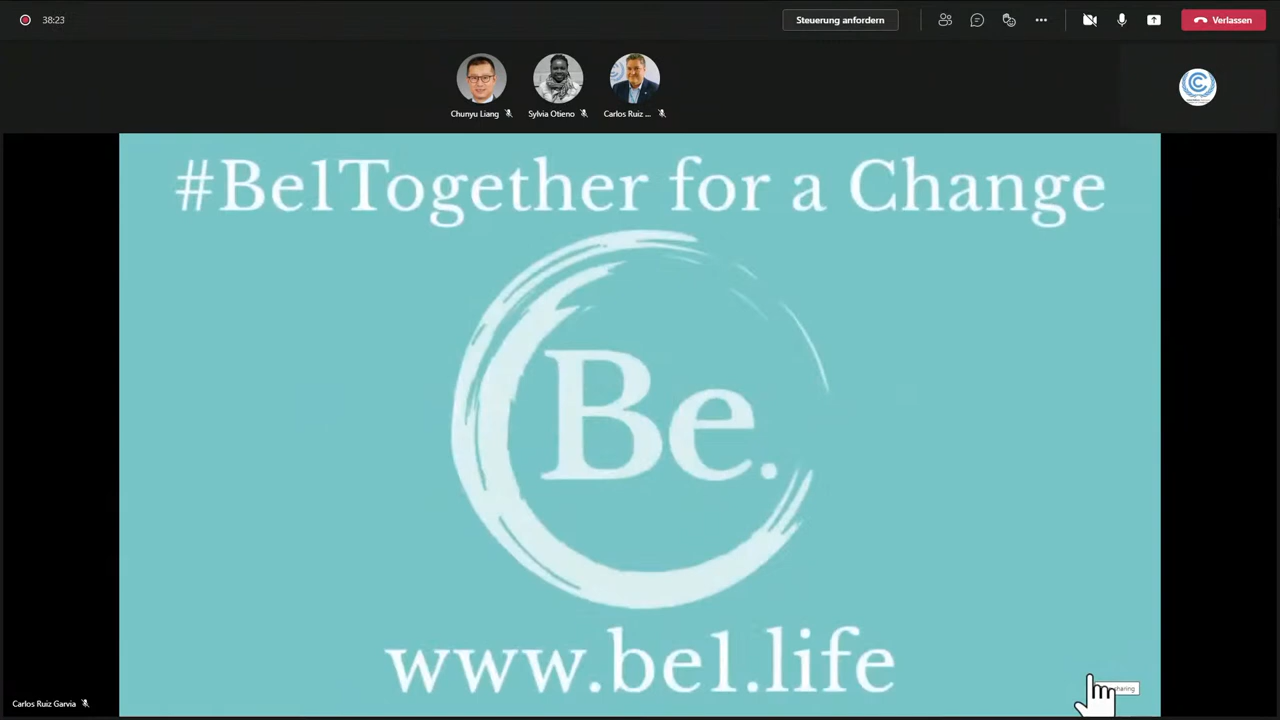 38:23
Steuerung anfordern
Verlassen
Chunyu Liang
Sylvia Otieno
Carlos Ruiz ...
#Be1Together for a Change
Be.
www.be1.life
Carlos Ruiz Garvia
sharing